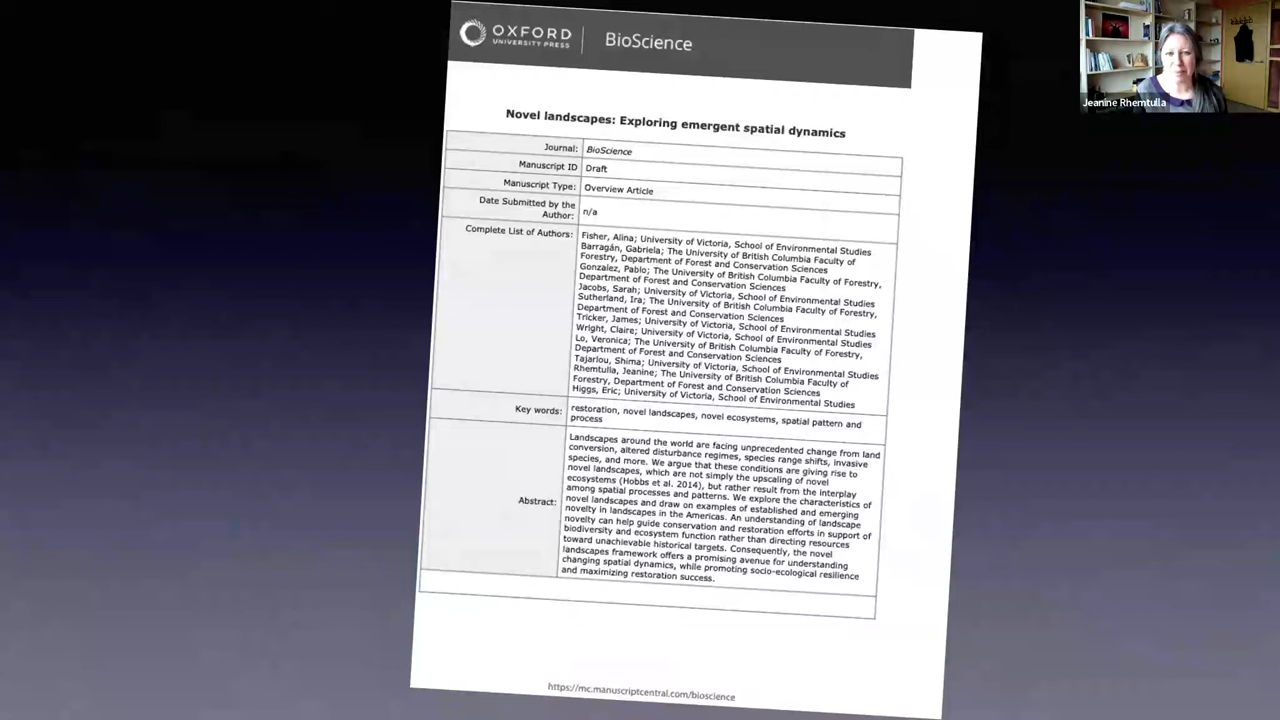 OXFORD
UNIVERSITY PRESS
BioScience
Jeanine Rhemtulla
Novel landscapes: Exploring emergent spatial dynamics
Journal: BioScience
Manuscript ID Draft
Manuscript Type: Overview Article
Date Submitted by the
Author: n/a
Complete List of Authors: Fisher, Alina; University of Victoria, School of Environmental Studies
Barragán, Gabriela; The University of British Columbia Faculty of
Forestry, Department of Forest and Conservation Sciences
Gonzalez, Pablo; The University of British Columbia Faculty of Forestry,
Department of Forest and Conservation Sciences
Jacobs, Sarah; University of Victoria, School of Environmental Studies
Sutherland, Ira; The University of British Columbia Faculty of Forestry,
Department of Forest and Conservation Sciences
Tricker, James; University of Victoria, School of Environmental Studies
Wright, Claire; University of Victoria, School of Environmental Studies
Lo, Veronica; The University of British Columbia Faculty of Forestry,
Department of Forest and Conservation Sciences
Tajarlou, Shima; University of Victoria, School of Environmental Studies
Rhemtulla, Jeanine; The University of British Columbia Faculty of
Forestry, Department of Forest and Conservation Sciences
Higgs, Eric; University of Victoria, School of Environmental Studies
Key words: restoration, novel landscapes, novel ecosystems, spatial pattern and
process
Abstract: Landscapes around the world are facing unprecedented change from land
conversion, altered disturbance regimes, species range shifts, invasive
species, and more. We argue that these conditions are giving rise to
novel landscapes, which are not simply the upscaling of novel
ecosystems (Hobbs et al. 2014), but rather result from the interplay
among spatial processes and patterns. We explore the characteristics of
novel landscapes and draw on examples of established and emerging
novelty in landscapes in the Americas. An understanding of landscape
novelty can help guide conservation and restoration efforts in support of
biodiversity and ecosystem function rather than directing resources
toward unachievable historical targets. Consequently, the novel
landscapes framework offers a promising avenue for understanding
changing spatial dynamics, while promoting socio-ecological resilience
and maximizing restoration success.
https://mc.manuscriptcentral.com/bioscience